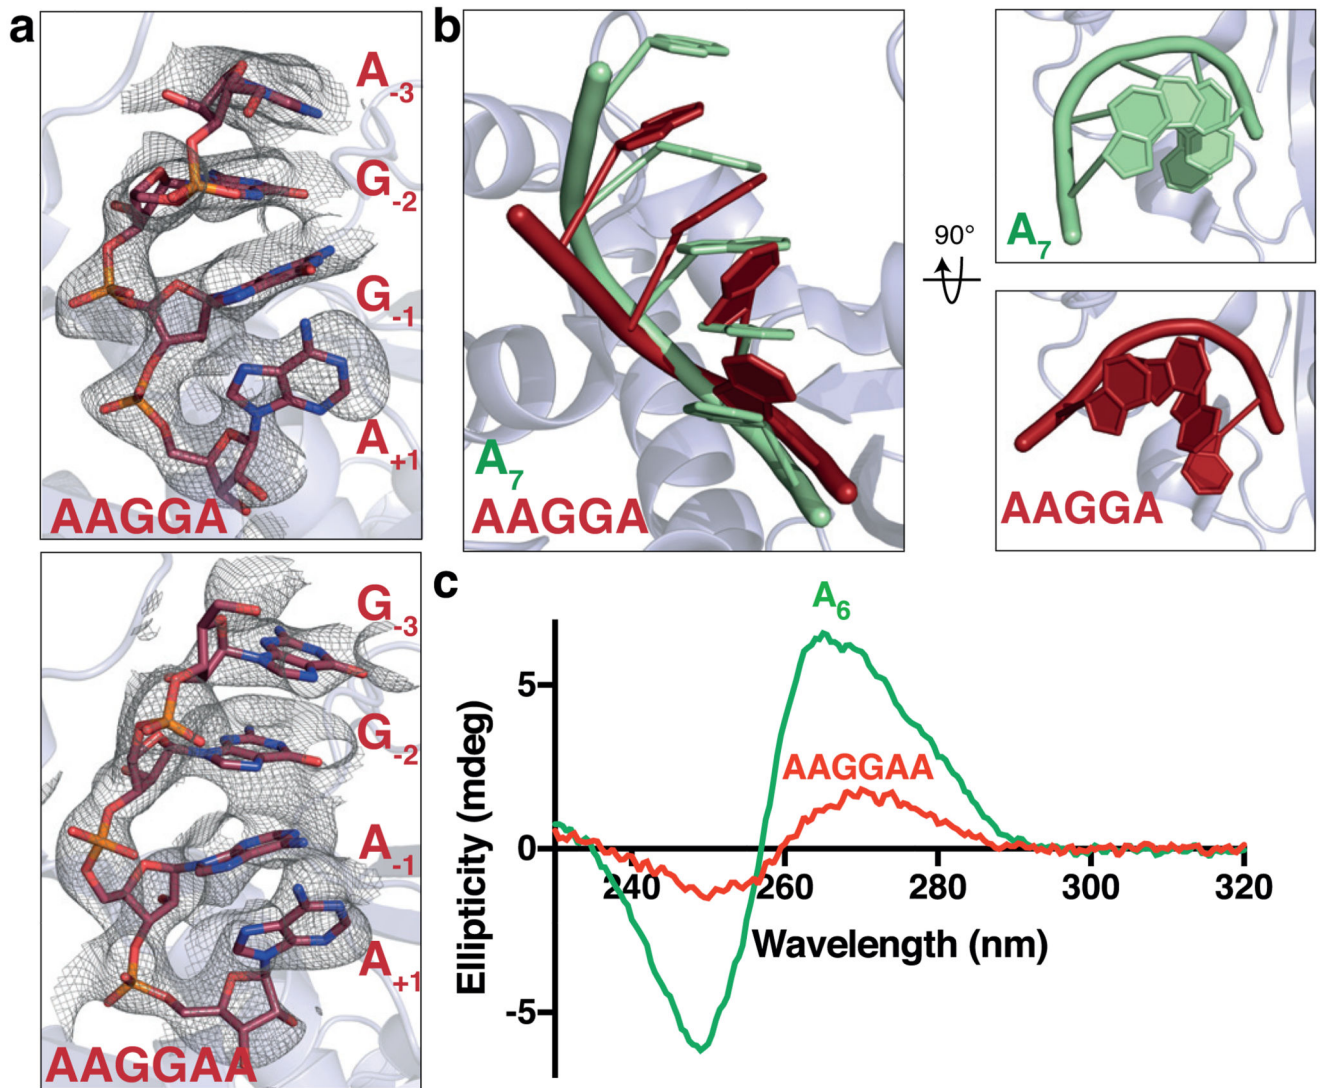 a
A-3
G-2
G-1
A+1
AAGGA
G-3
G-2
A-1
A+1
AAGGAA
b
A7
AAGGA
90°
A7
AAGGA
c
A6
AAGGAA
5
0
-5
240 260 280 300 320
Wavelength (nm)
Ellipticity (mdeg)